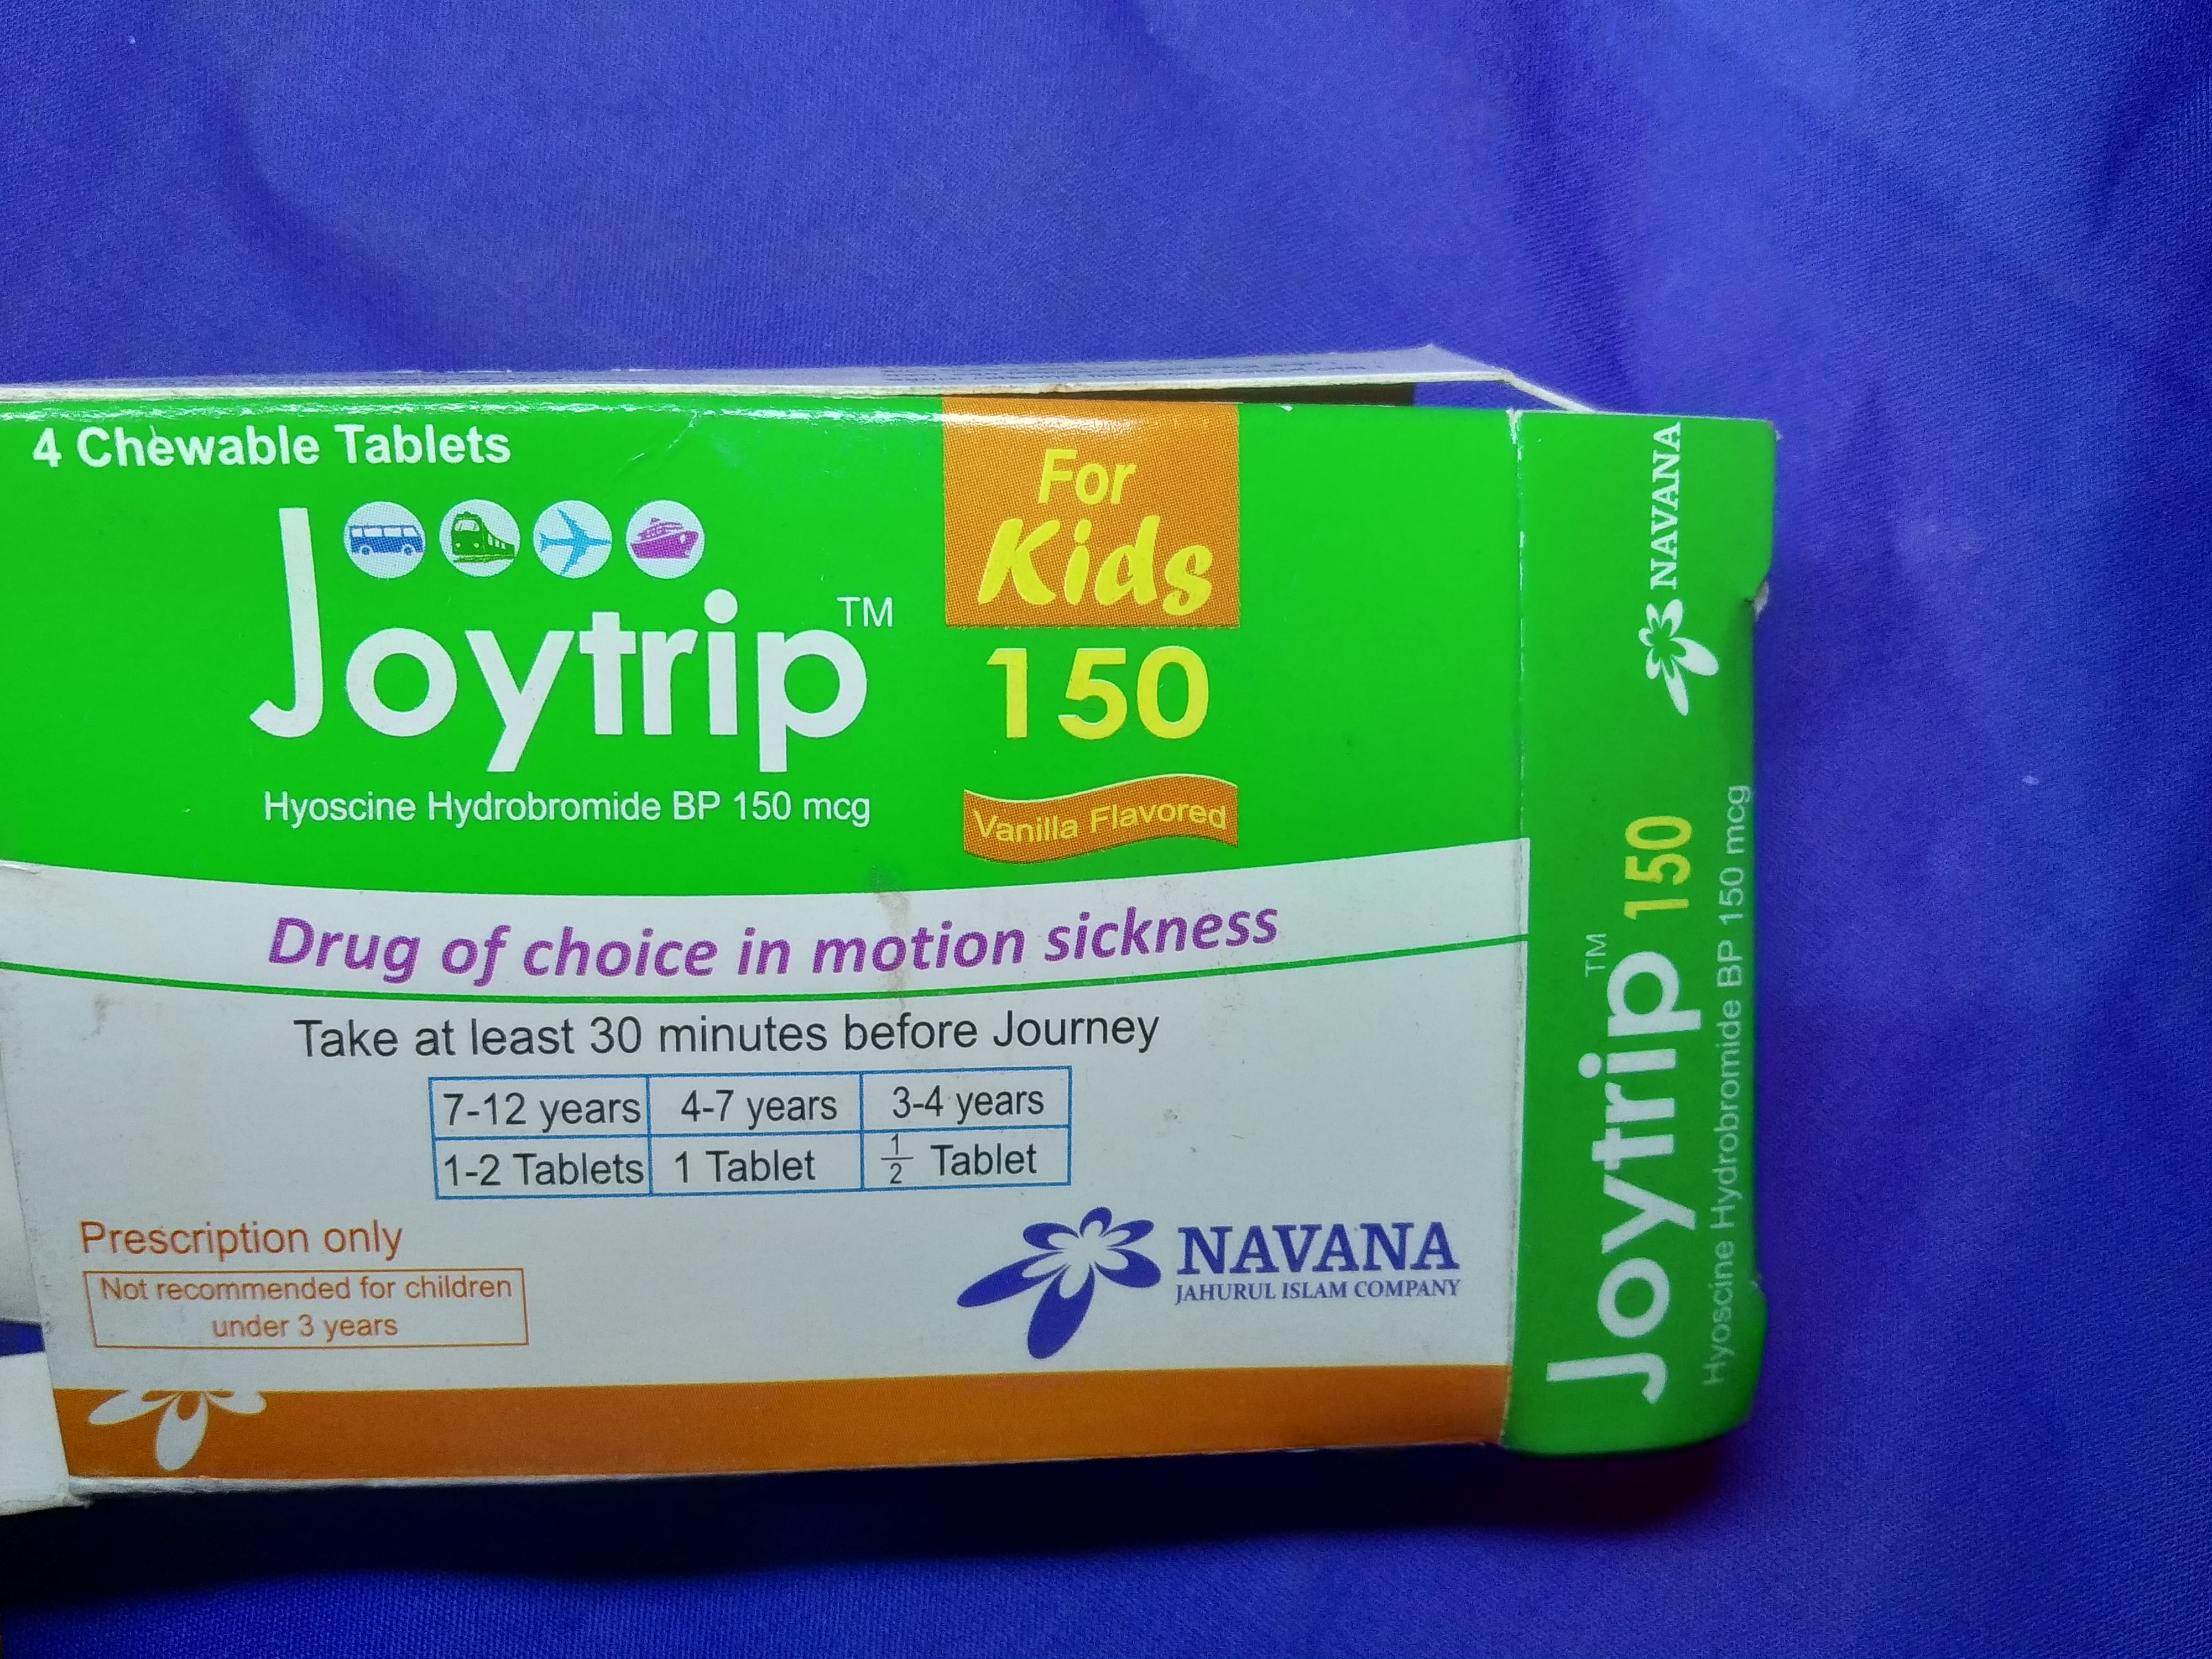 4 Chewable Tablets
For
Kids
Joytrip™
150
Hyoscine Hydrobromide BP 150 mcg
Vanilla Flavored
Drug of choice in motion sickness
Take at least 30 minutes before Journey
7-12 years 4-7 years 3-4 years
1-2 Tablets 1 Tablet ½ Tablet
Prescription only
Not recommended for children
under 3 years
NAVANA
JAHURUL ISLAM COMPANY
Joytrip™ 150
Hyoscine Hydrobromide BP 150 mcg
NAVANA